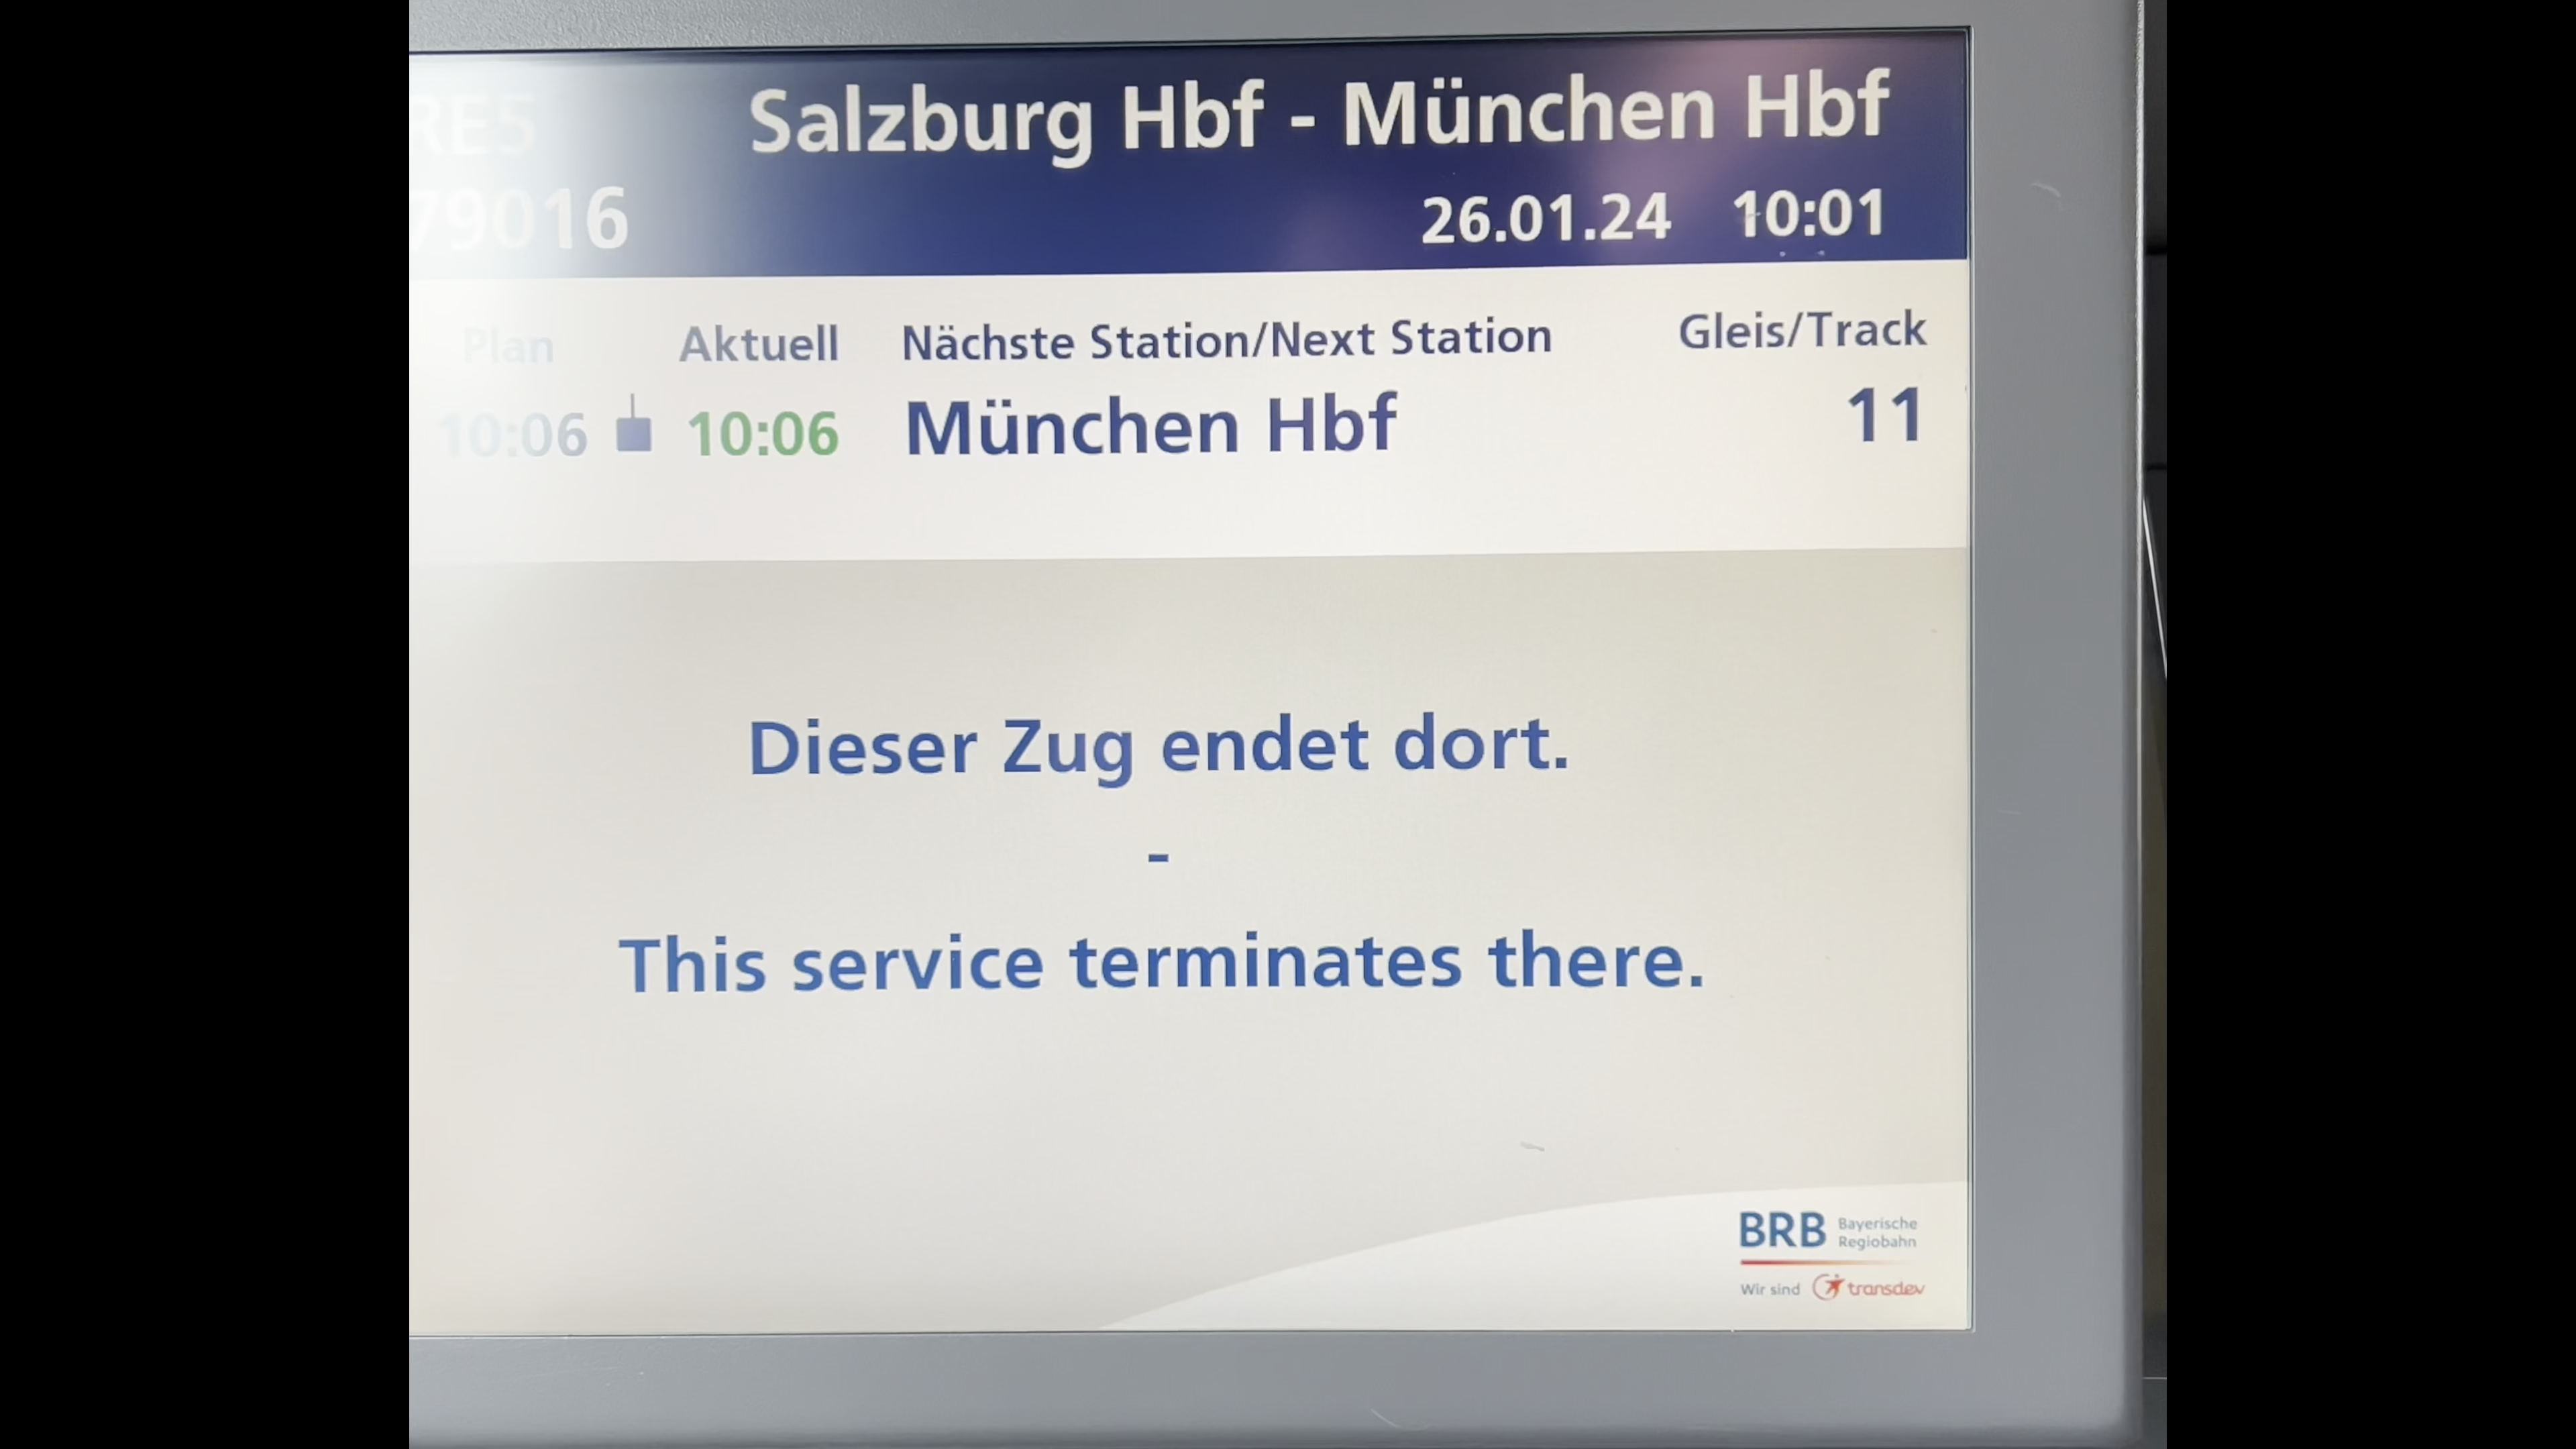 RE5 Salzburg Hbf - München Hbf
79016 26.01.24 10:01
Plan Aktuell Nächste Station/Next Station Gleis/Track
10:06 10:06 München Hbf 11
Dieser Zug endet dort.
-
This service terminates there.
BRB Bayerische
Regiobahn
Wir sind transdev